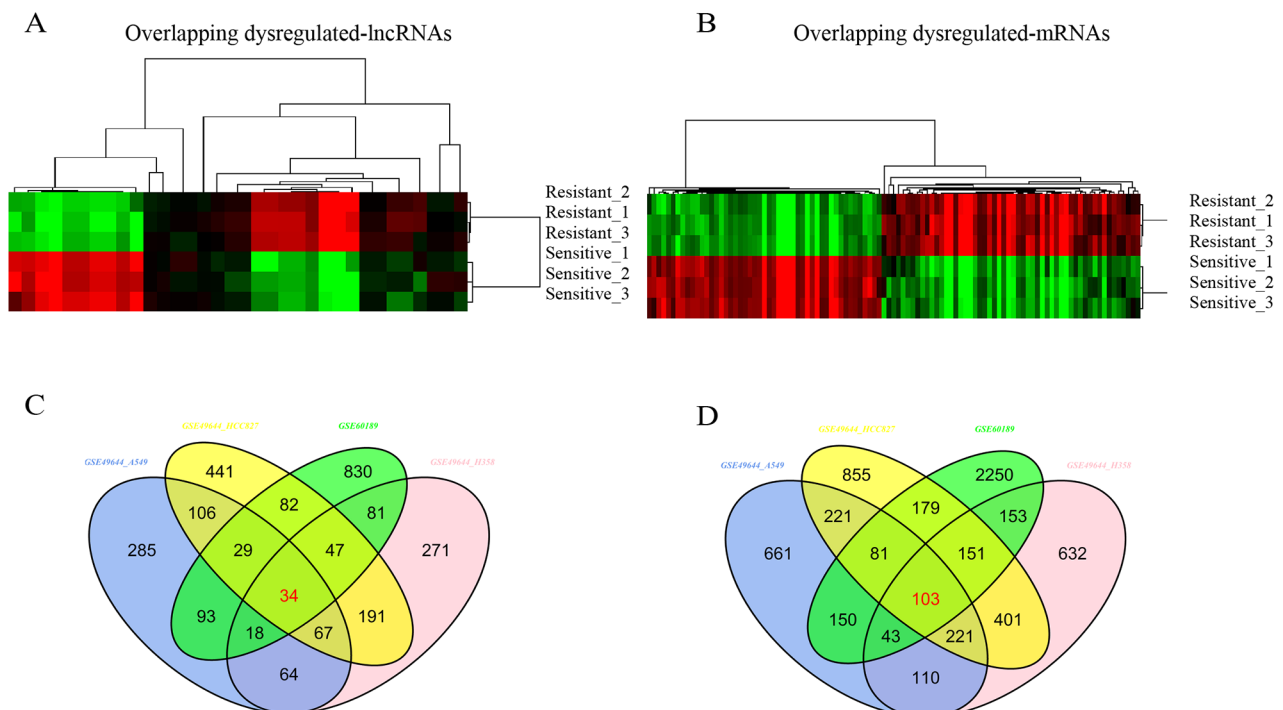 A
Overlapping dysregulated-lncRNAs
Resistant_2
Resistant_1
Resistant_3
Sensitive_1
Sensitive_2
Sensitive_3
B
Overlapping dysregulated-mRNAs
Resistant_2
Resistant_1
Resistant_3
Sensitive_1
Sensitive_2
Sensitive_3
C
GSE49644_HCC827
GSE60189
GSE49644_A549
GSE49644_H358
441
830
106
82
81
285
29
47
271
34
93
18
67
191
64
D
GSE49644_HCC827
GSE60189
GSE49644_A549
GSE49644_H358
855
2250
221
179
153
661
81
151
632
103
150
43
221
401
110